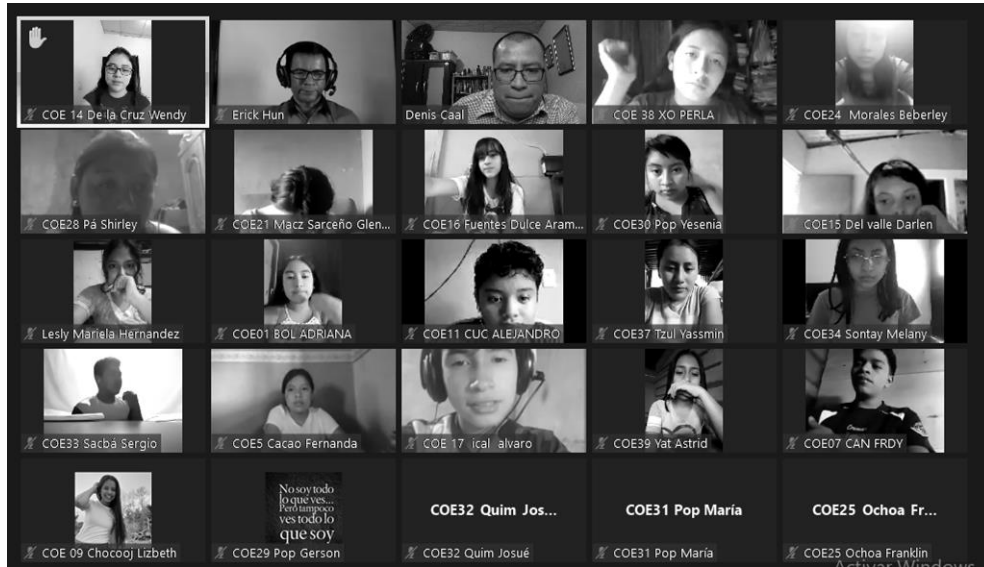 COE 14 De la Cruz Wendy
Erick Hun
Denis Caal
COE 38 XO PERLA
COE24 Morales Beberley
COE28 Pá Shirley
COE21 Macz Sarceño Glen...
COE16 Fuentes Dulce Aram...
COE30 Pop Yesenia
COE15 Del valle Darlen
Lesly Mariela Hernandez
COE01 BOL ADRIANA
COE11 CUC ALEJANDRO
COE37 Tzul Yassmin
COE34 Sontay Melany
COE33 Sacbá Sergio
COE5 Cacao Fernanda
COE 17 ical alvaro
COE39 Yat Astrid
COE07 CAN FRDY
COE 09 Chocooj Lizbeth
No soy todo
lo que ves...
Pero tampoco
ves todo lo
que soy
COE29 Pop Gerson
COE32 Quim Jos...
COE32 Quim Josué
COE31 Pop María
COE31 Pop María
COE25 Ochoa Fr...
COE25 Ochoa Franklin
Activar Windows